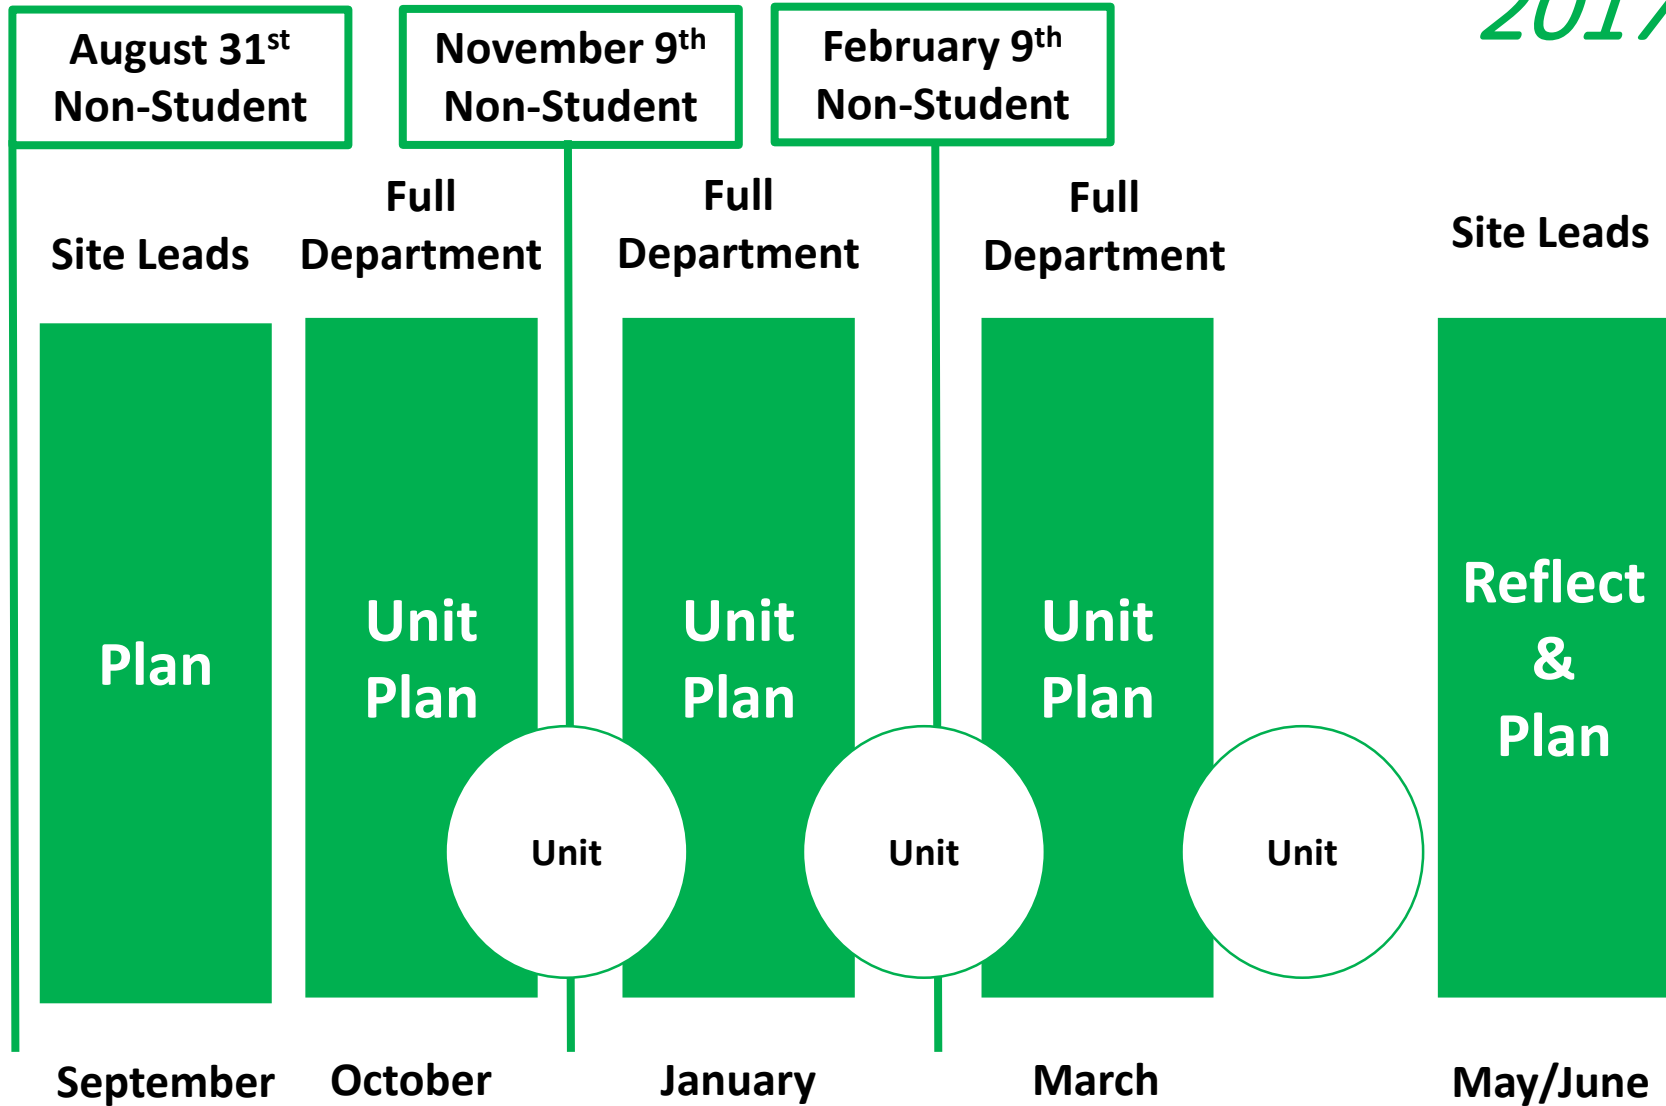 2017
August 31st
Non-Student
November 9th
Non-Student
February 9th
Non-Student
Site Leads
Full
Department
Full
Department
Full
Department
Site Leads
Plan
Unit
Plan
Unit
Plan
Unit
Plan
Reflect
&
Plan
Unit
Unit
Unit
September
October
January
March
May/June